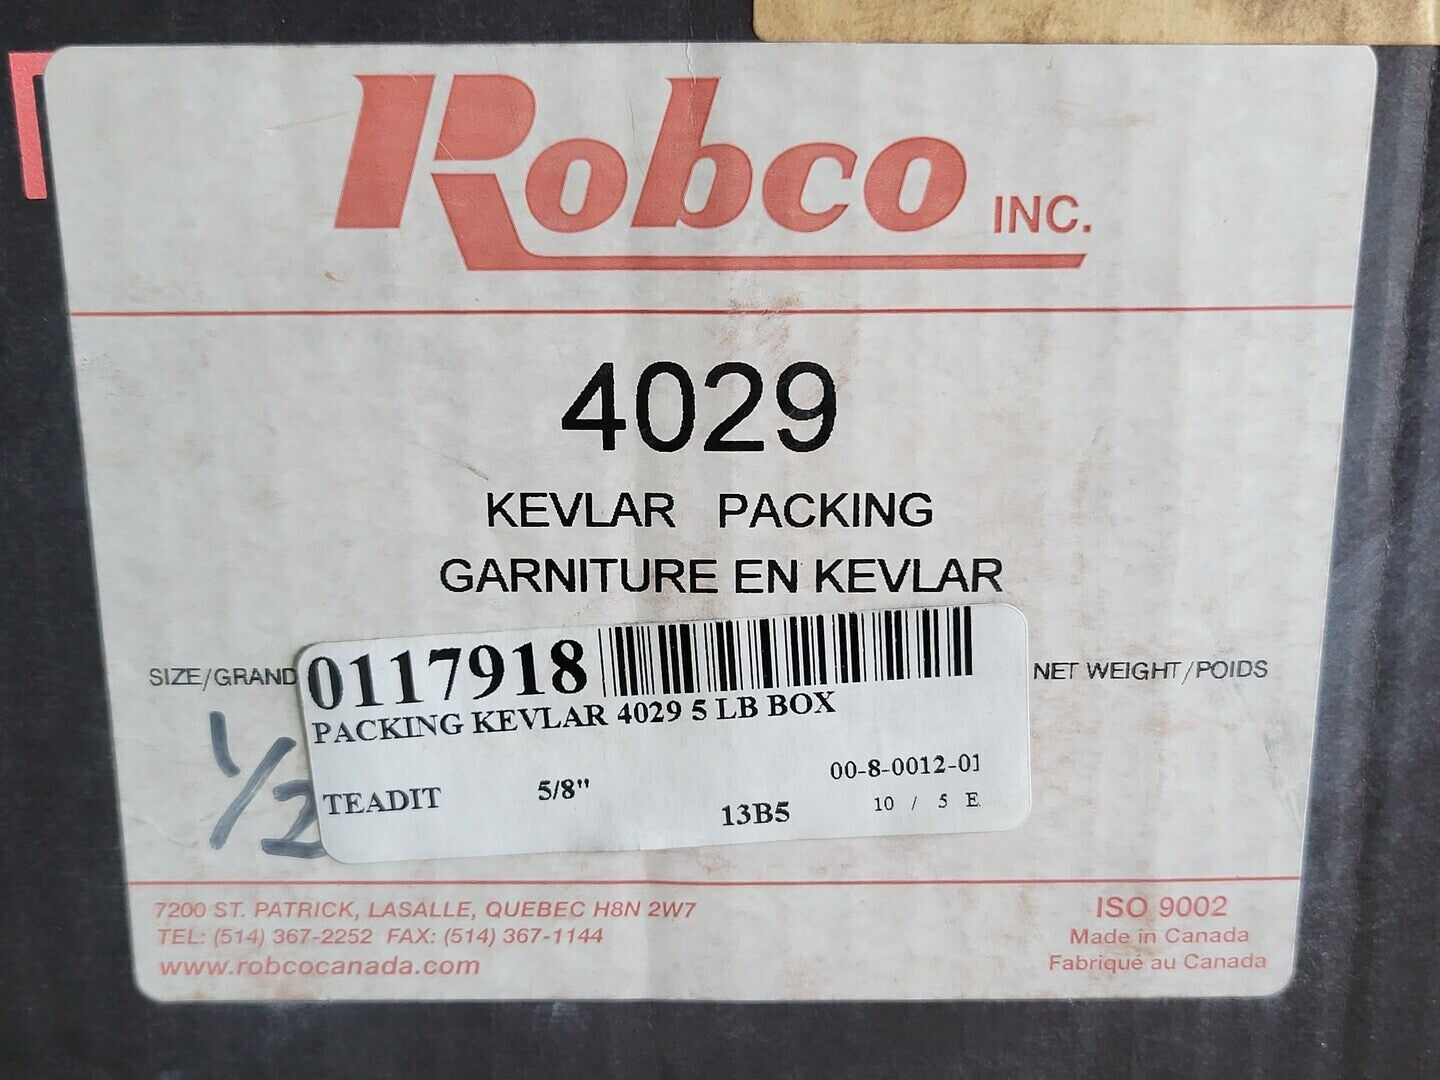 Robco INC.
4029
KEVLAR PACKING
GARNITURE EN KEVLAR
SIZE/GRAND
NET WEIGHT/POIDS
1/2
0117918
PACKING KEVLAR 4029 5 LB BOX
00-8-0012-01
TEADIT 5/8"
13B5 10 / 5 E
7200 ST. PATRICK, LASALLE, QUEBEC H8N 2W7
TEL: (514) 367-2252 FAX: (514) 367-1144
www.robcocanada.com
ISO 9002
Made in Canada
Fabriqué au Canada